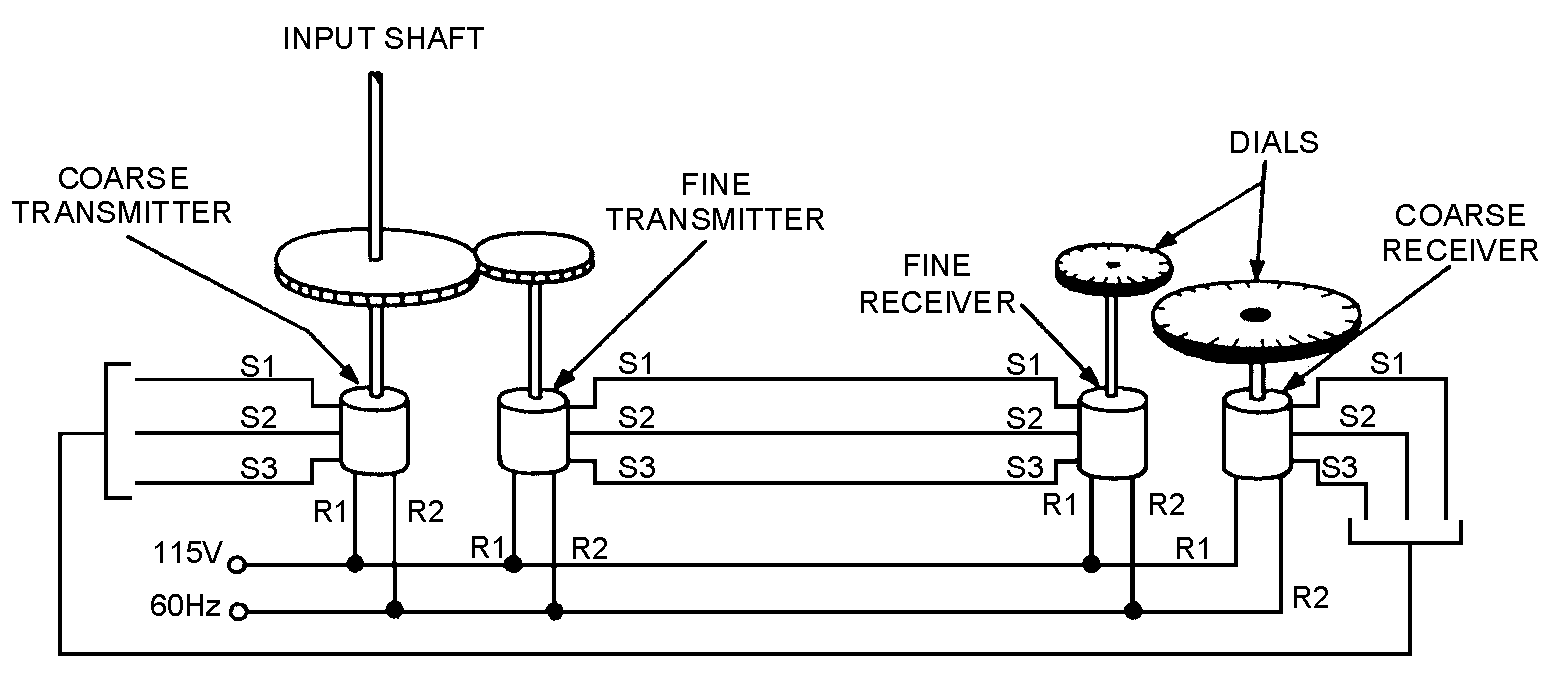 INPUT SHAFT
COARSE
TRANSMITTER
FINE
TRANSMITTER
DIALS
COARSE
RECEIVER
FINE
RECEIVER
S1
S2
S3
S1
S2
S3
S1
S2
S3
S1
S2
S3
R1
R2
R1
R2
R1
R2
R1
R2
115V
60Hz